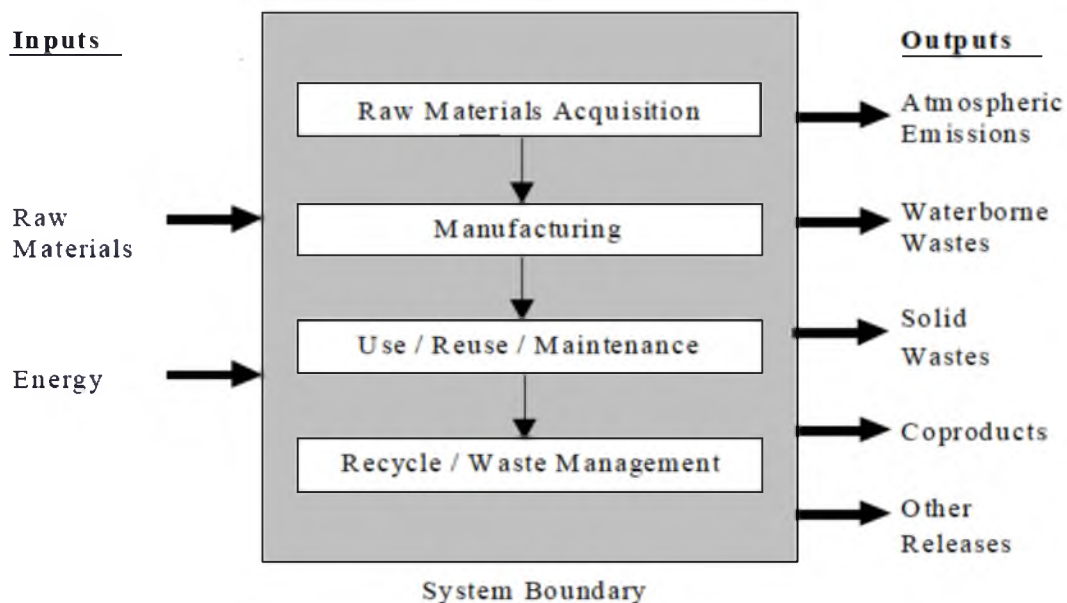 Inputs
Raw
Materials
Energy
Raw Materials Acquisition
Manufacturing
Use / Reuse / Maintenance
Recycle / Waste Management
System Boundary
Outputs
Atmospheric
Emissions
Waterborne
Wastes
Solid
Wastes
Coproducts
Other
Releases